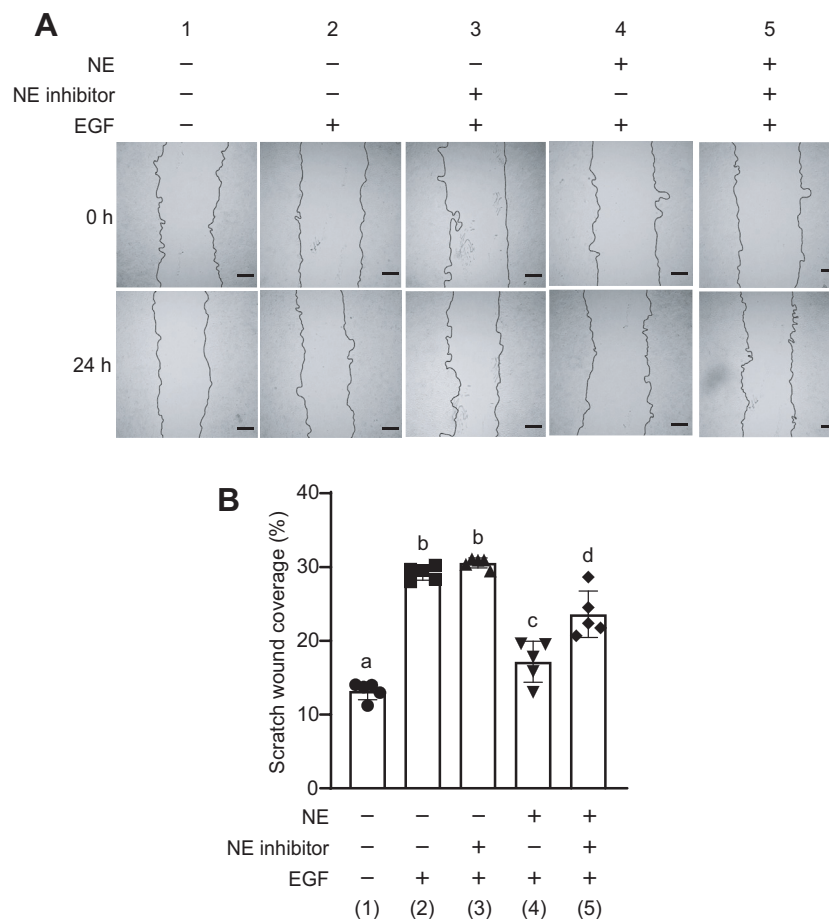 A
1 2 3 4 5
NE – – – + +
NE inhibitor – – + – +
EGF – + + + +
0 h
24 h
B
Scratch wound coverage (%)
40
30
20
10
0
a b b c d
NE – – – + +
NE inhibitor – – + – +
EGF – + + + +
(1) (2) (3) (4) (5)